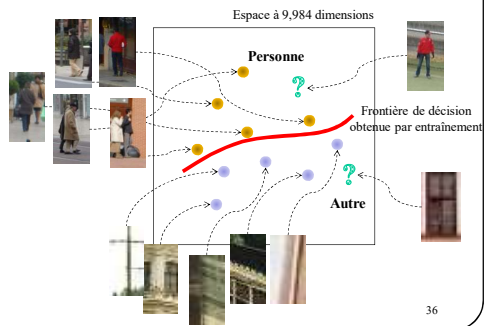 Espace à 9,984 dimensions
Personne
?
Frontière de décision
obtenue par entraînement
?
Autre
36